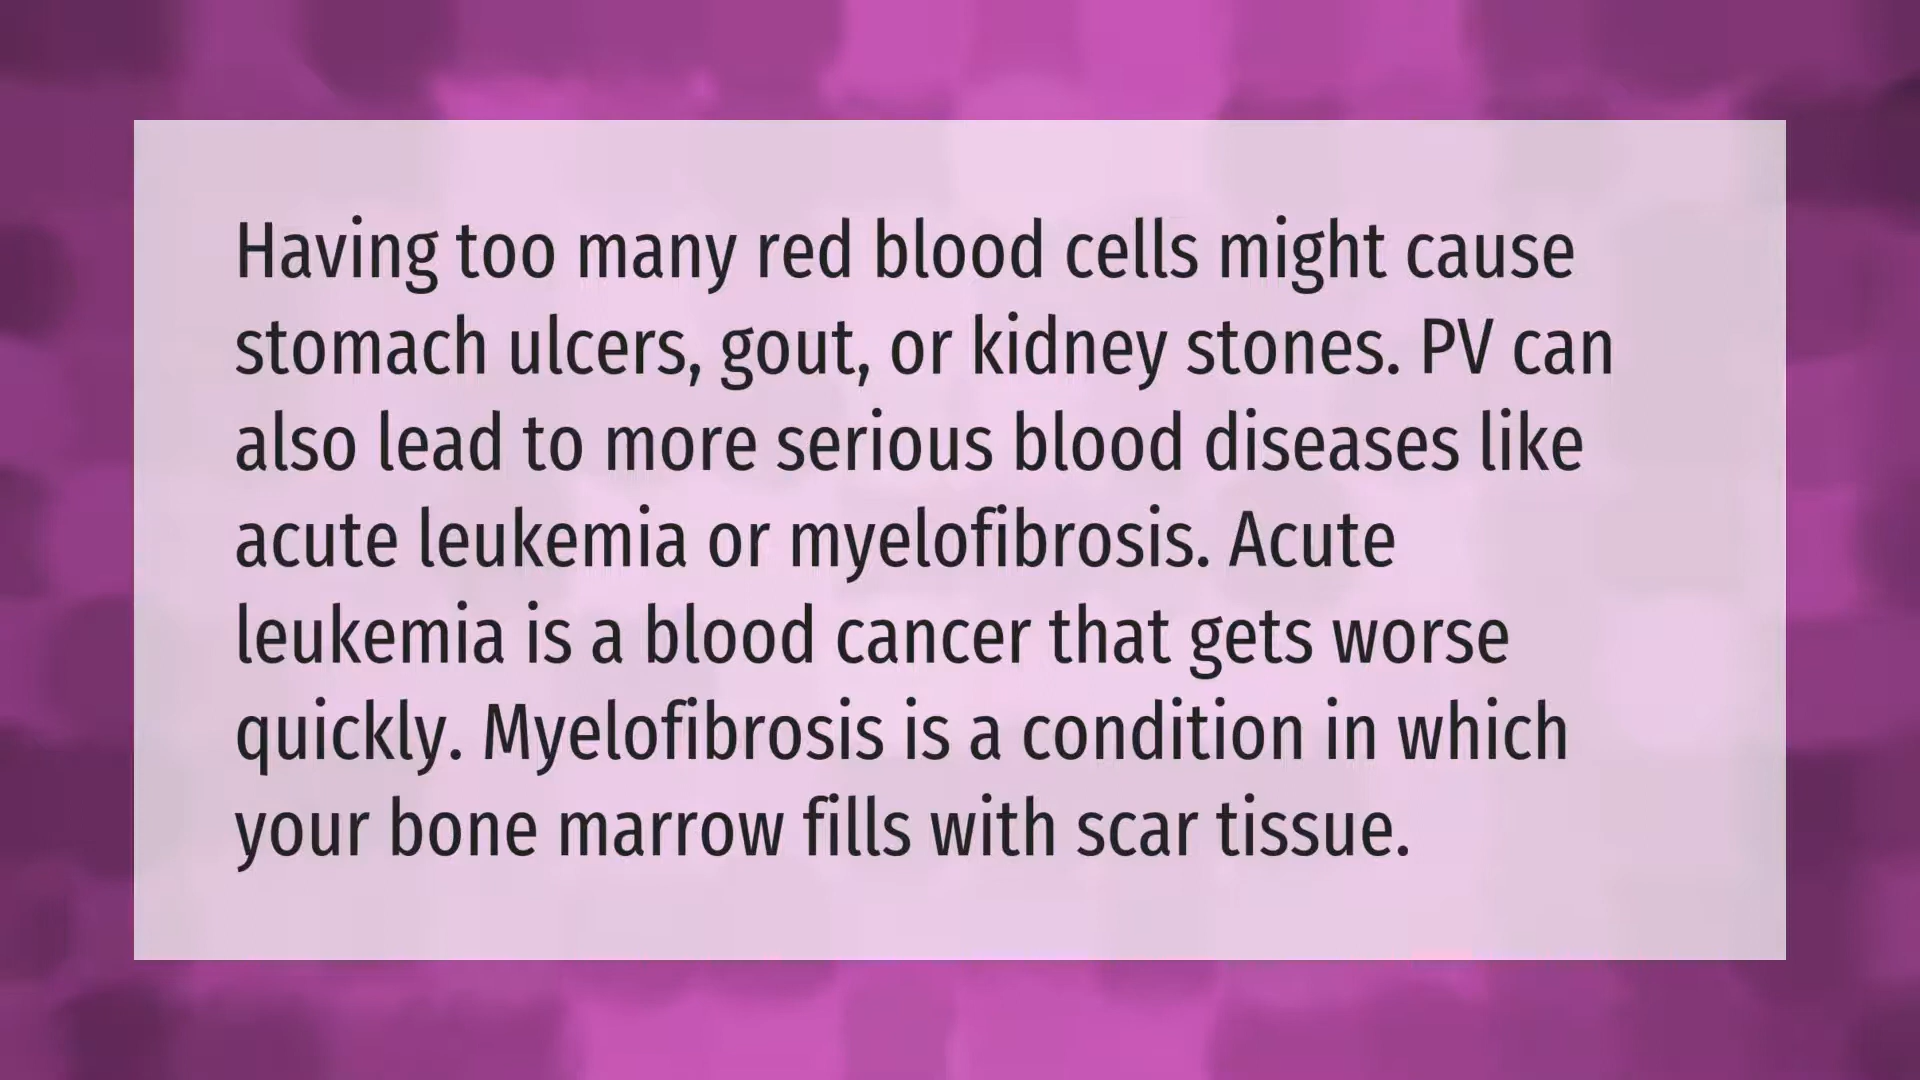 Having too many red blood cells might cause
stomach ulcers, gout, or kidney stones. PV can
also lead to more serious blood diseases like
acute leukemia or myelofibrosis. Acute
leukemia is a blood cancer that gets worse
quickly. Myelofibrosis is a condition in which
your bone marrow fills with scar tissue.